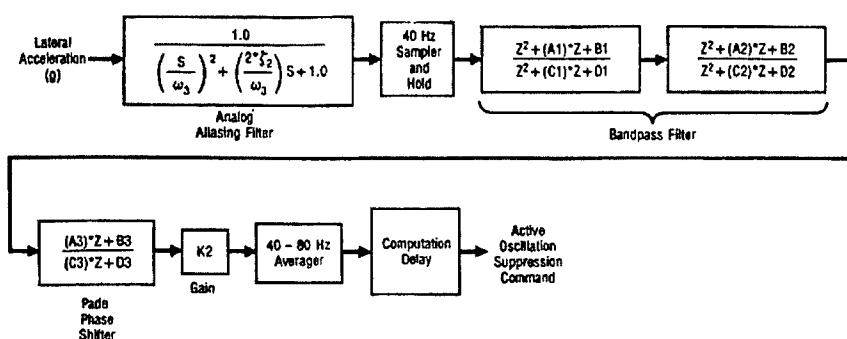 Lateral
Acceleration
(g)
1.0
(S/ω3)² + (2*ζ2/ω3) S + 1.0
Analog
Aliasing Filter
40 Hz
Sampler
and
Hold
Z² + (A1)*Z + B1
Z² + (C1)*Z + D1
Z² + (A2)*Z + B2
Z² + (C2)*Z + D2
Bandpass Filter
(A3)*Z + B3
(C3)*Z + D3
Pade
Phase
Shifter
K2
Gain
40 – 80 Hz
Averager
Computation
Delay
Active
Oscillation
Suppression
Command